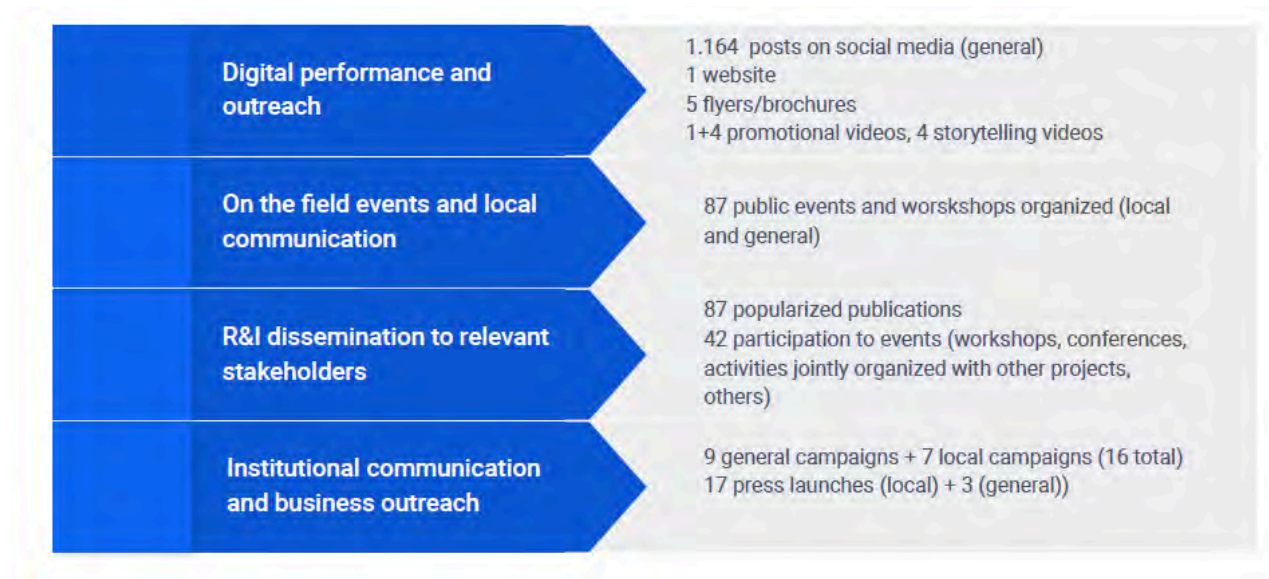 Digital performance and
outreach
1.164 posts on social media (general)
1 website
5 flyers/brochures
1+4 promotional videos, 4 storytelling videos
On the field events and local
communication
87 public events and worskshops organized (local
and general)
R&I dissemination to relevant
stakeholders
87 popularized publications
42 participation to events (workshops, conferences,
activities jointly organized with other projects,
others)
Institutional communication
and business outreach
9 general campaigns + 7 local campaigns (16 total)
17 press launches (local) + 3 (general))